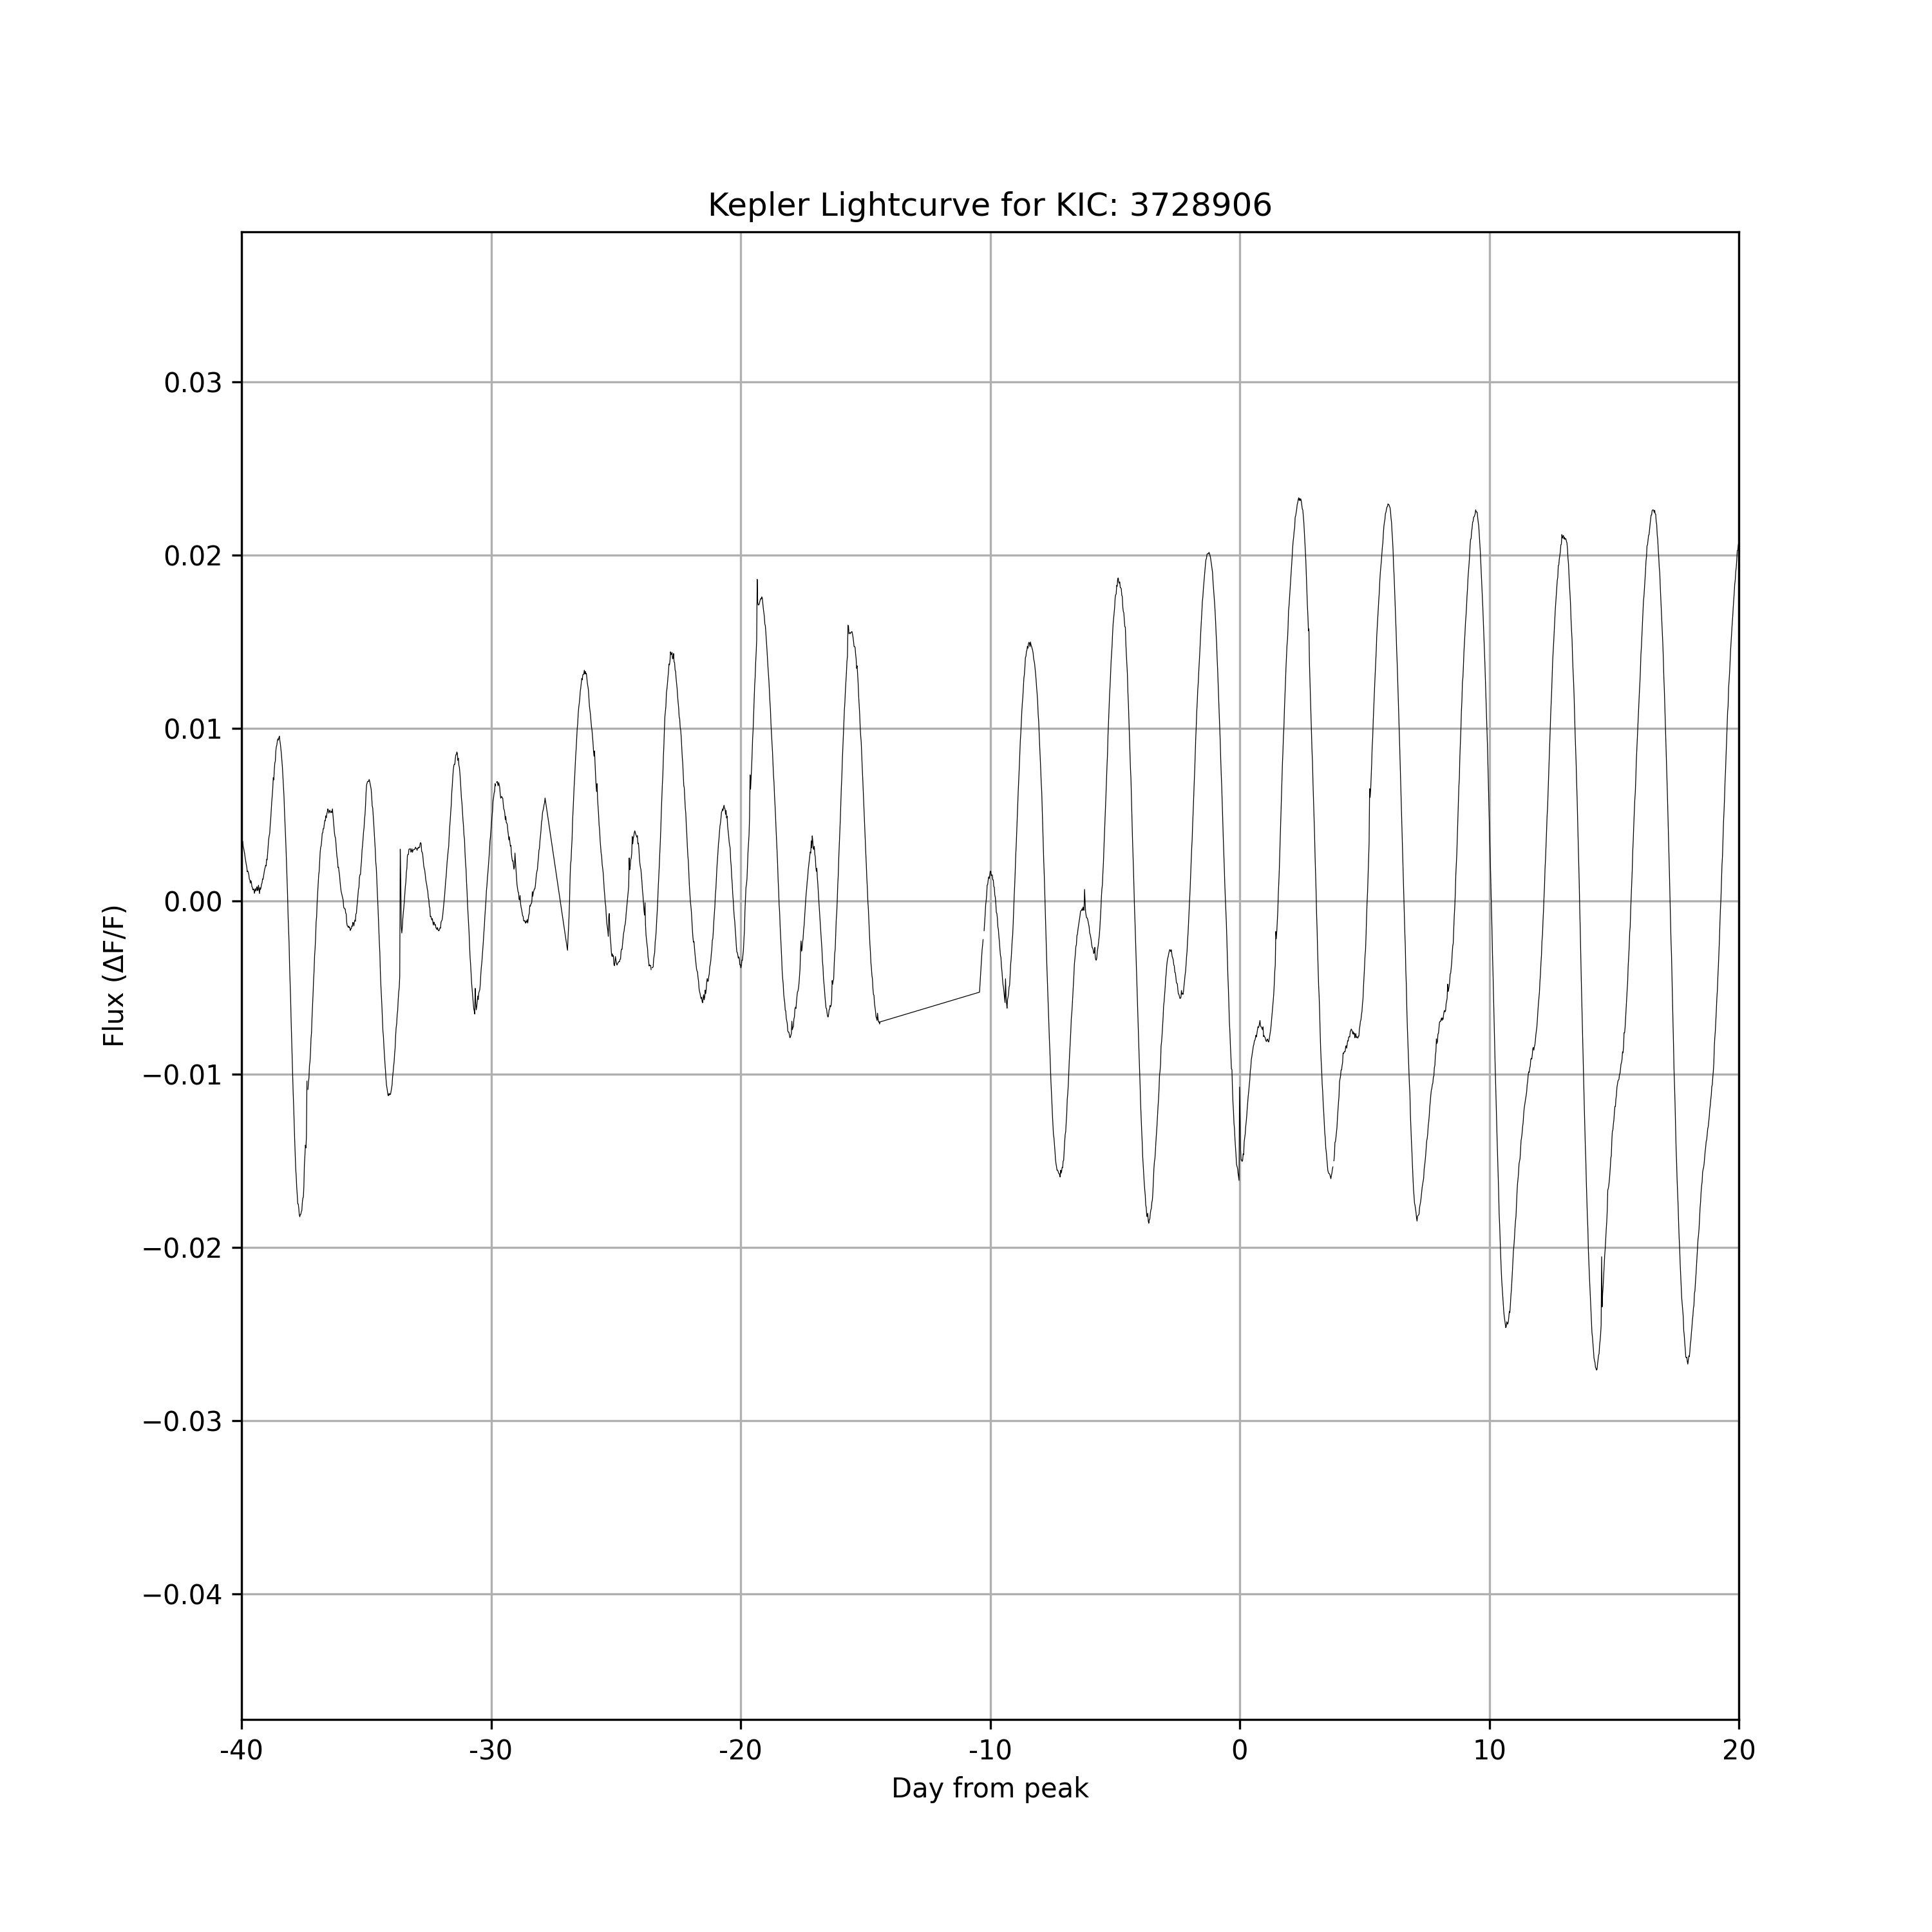 Kepler Lightcurve for KIC: 3728906
Flux (ΔF/F)
0.03
0.02
0.01
0.00
−0.01
−0.02
−0.03
−0.04
-40 -30 -20 -10 0 10 20
Day from peak